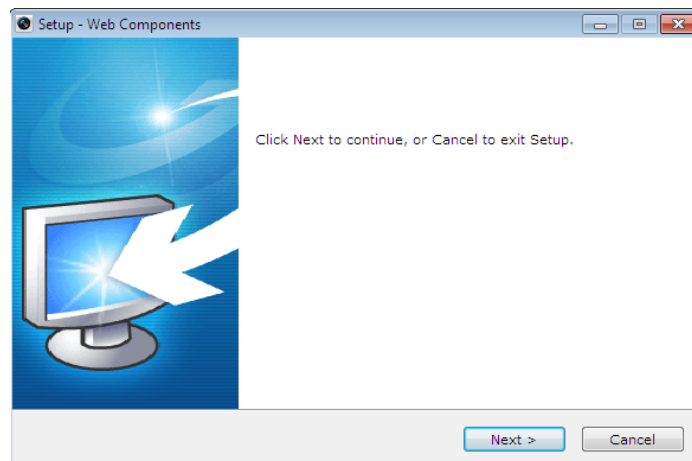 Setup - Web Components
Click Next to continue, or Cancel to exit Setup.
Next >
Cancel